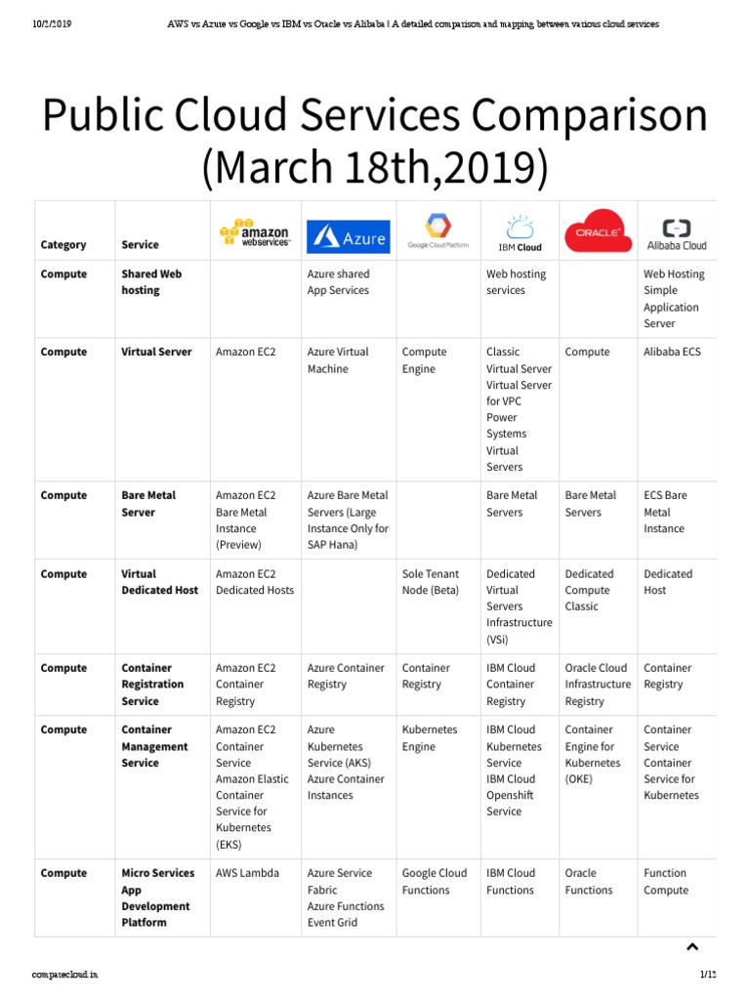 10/2/2019 AWS vs Azure vs Google vs IBM vs Oracle vs Alibaba | A detailed comparison and mapping between various cloud services
Public Cloud Services Comparison
(March 18th,2019)
Category Service amazon webservices™ Azure Google Cloud Platform IBM Cloud ORACLE® Alibaba Cloud
Compute Shared Web Azure shared Web hosting Web Hosting
hosting App Services services Simple
Application
Server
Compute Virtual Server Amazon EC2 Azure Virtual Compute Classic Compute Alibaba ECS
Machine Engine Virtual Server
Virtual Server
for VPC
Power
Systems
Virtual
Servers
Compute Bare Metal Amazon EC2 Azure Bare Metal Bare Metal Bare Metal ECS Bare
Server Bare Metal Servers (Large Servers Servers Metal
Instance Instance Only for Instance
(Preview) SAP Hana)
Compute Virtual Amazon EC2 Sole Tenant Dedicated Dedicated Dedicated
Dedicated Host Dedicated Hosts Node (Beta) Virtual Compute Host
Servers Classic
Infrastructure
(VSi)
Compute Container Amazon EC2 Azure Container Container IBM Cloud Oracle Cloud Container
Registration Container Registry Registry Container Infrastructure Registry
Service Registry Registry Registry
Compute Container Amazon EC2 Azure Kubernetes IBM Cloud Container Container
Management Container Kubernetes Engine Kubernetes Engine for Service
Service Service Service (AKS) Service Kubernetes Container
Amazon Elastic Azure Container IBM Cloud (OKE) Service for
Container Instances Openshift Kubernetes
Service for Service
Kubernetes
(EKS)
Compute Micro Services AWS Lambda Azure Service Google Cloud IBM Cloud Oracle Function
App Fabric Functions Functions Functions Compute
Development Azure Functions
Platform Event Grid
comparecloud.in 1/12